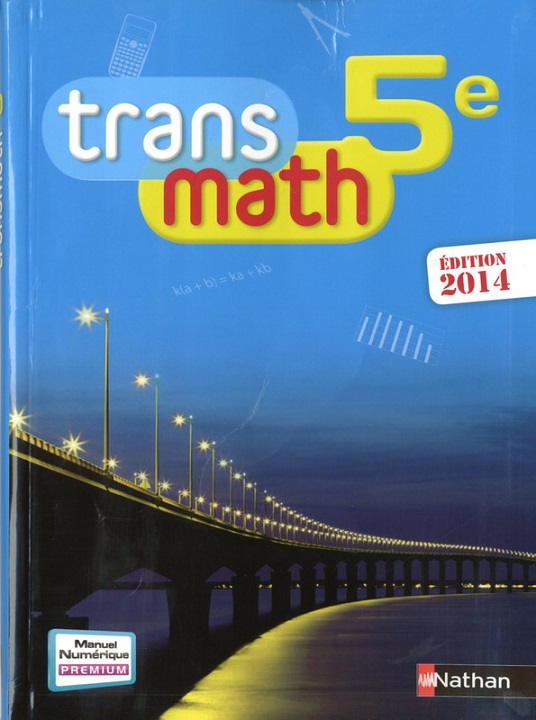 trans
5e
math
ÉDITION
2014
k(a + b) = ka + kb
Manuel
Numérique
PREMIUM
Nathan